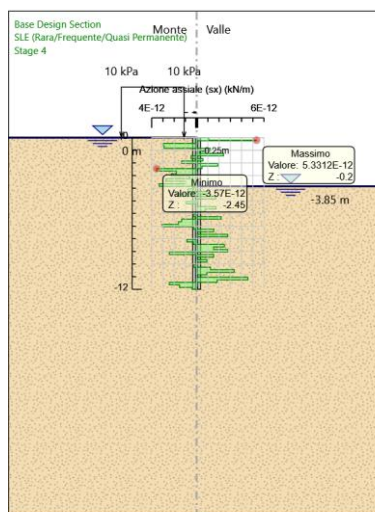 Base Design Section
SLE (Rara/Frequente/Quasi Permanente)
Stage 4
Monte Valle
10 kPa 10 kPa
Azione assiale (sx) (kN/m)
4E-12 6E-12
0
0 m
0.25m
Massimo
Valore: 5.3312E-12
Z : -0.2
Minimo
Valore: -3.57E-12
Z : -2.45
-3.85 m
-12